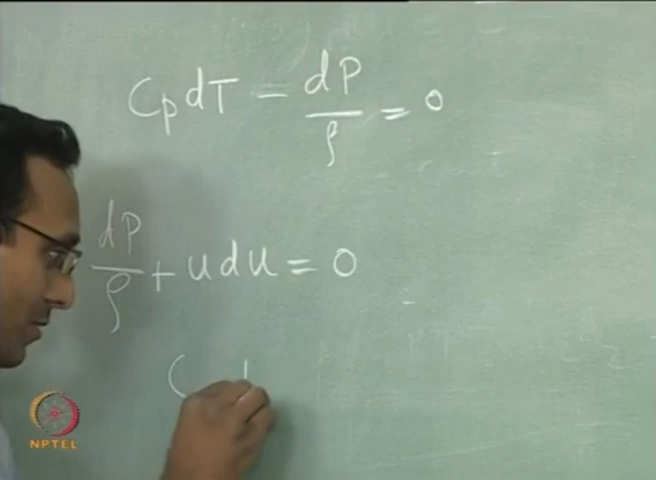 CpdT - dP/ρ = 0
dP/ρ + udu = 0
C
NPTEL